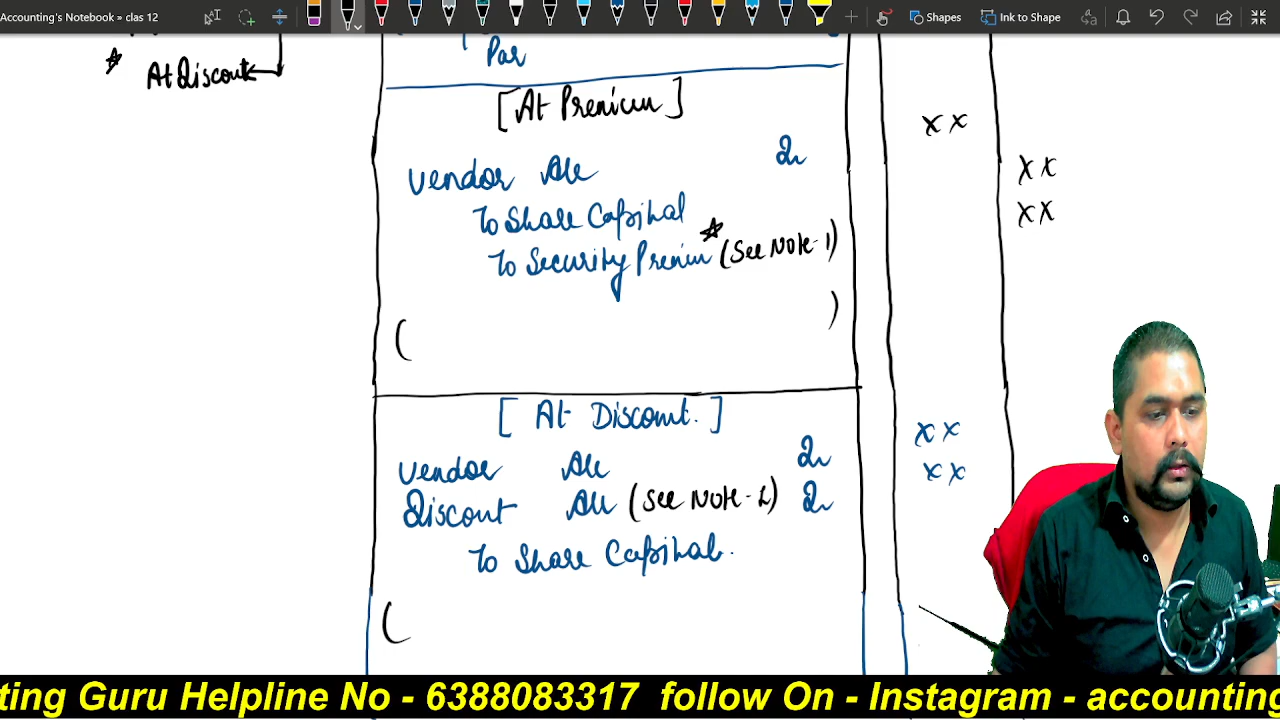 Accounting's Notebook » clas 12
Shapes
Ink to Shape
At Discout
Par
[At Premium]
Vendor A/c Dr
XX
To Share Capital
XX
To Security Premium (See Note-1)
XX
( )
[At Discount.]
Vendor A/c Dr
XX
Discount A/c (See Note-2) Dr
XX
To Share Capital.
(
ting Guru Helpline No - 6388083317 follow On - Instagram - accounting